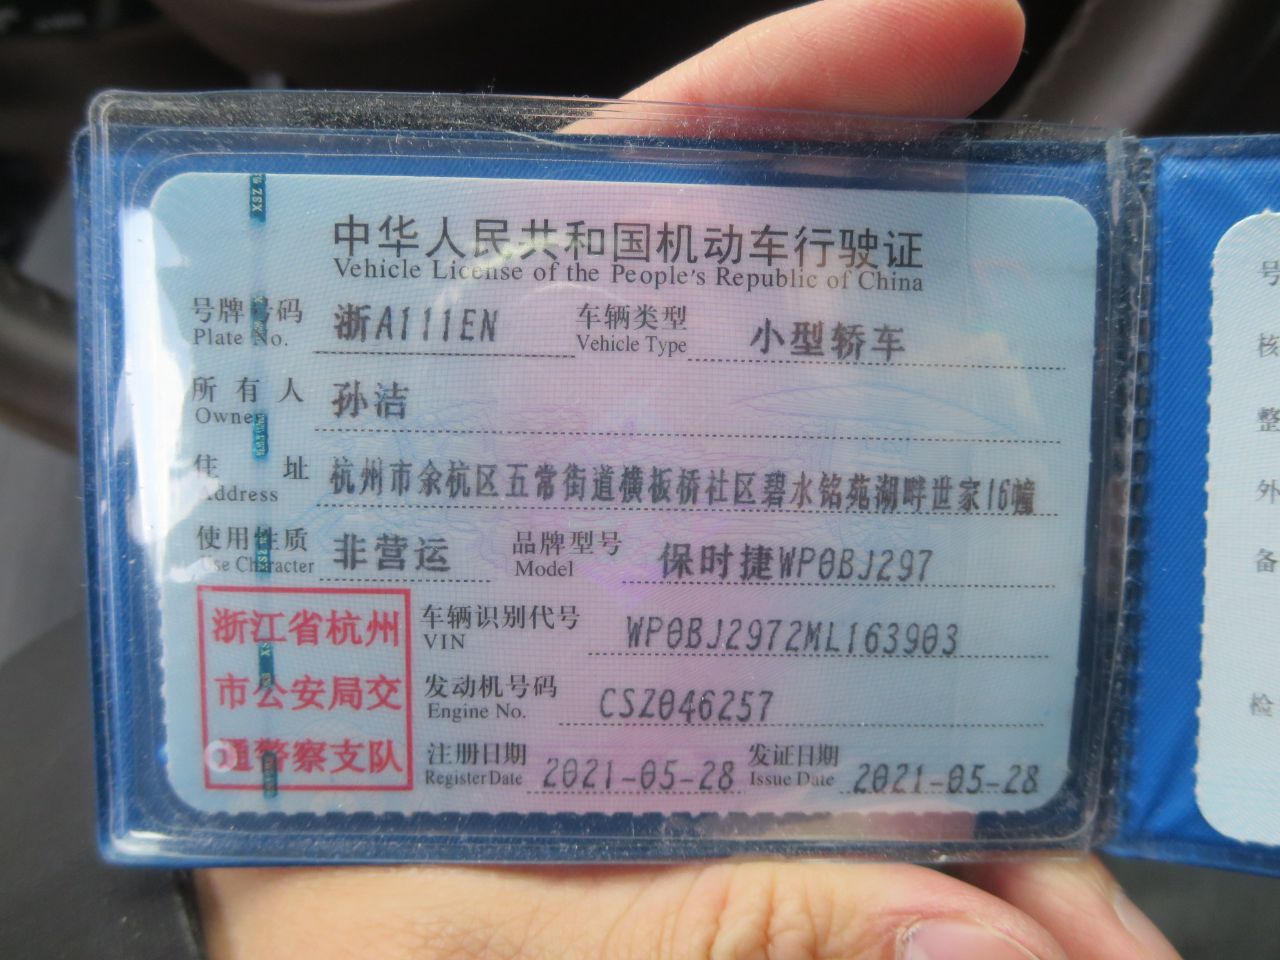 中华人民共和国机动车行驶证
Vehicle License of the People's Republic of China
号牌号码 浙A111EN 车辆类型 小型轿车
Plate No. Vehicle Type
所有人 孙洁
Owner
住址 杭州市余杭区五常街道横板桥社区碧水铭苑湖畔世家16幢
Address
使用性质 非营运 品牌型号 保时捷WP0BJ297
Use Character Model
浙江省杭州
市公安局交
通警察支队
车辆识别代号 WP0BJ2972ML163903
VIN
发动机号码 CSZ046257
Engine No.
注册日期 2021-05-28 发证日期 2021-05-28
Register Date Issue Date
号
核
整
外
备
检
XSZ
XSZ